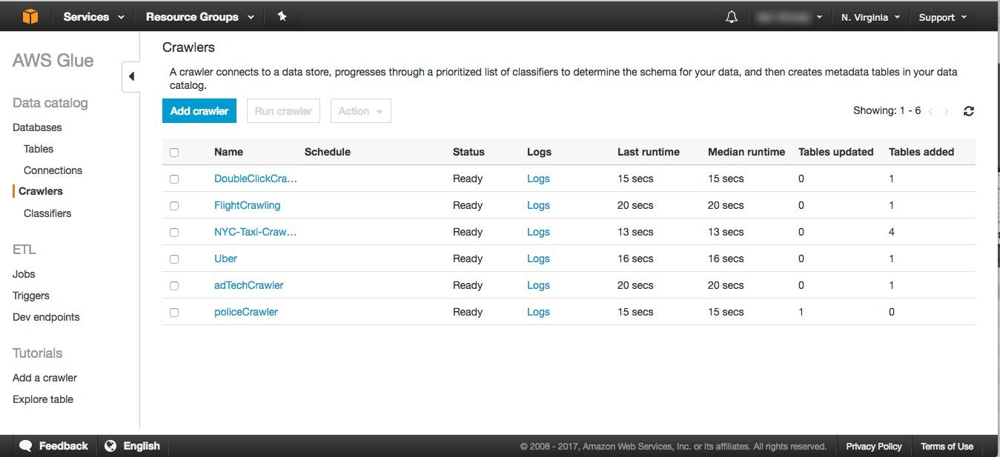 Services Resource Groups N. Virginia Support
AWS Glue
Data catalog
Databases
Tables
Connections
Crawlers
Classifiers
ETL
Jobs
Triggers
Dev endpoints
Tutorials
Add a crawler
Explore table
Crawlers
A crawler connects to a data store, progresses through a prioritized list of classifiers to determine the schema for your data, and then creates metadata tables in your data
catalog.
Add crawler Run crawler Action Showing: 1 - 6
Name Schedule Status Logs Last runtime Median runtime Tables updated Tables added
DoubleClickCra... Ready Logs 15 secs 15 secs 0 1
FlightCrawling Ready Logs 20 secs 20 secs 0 1
NYC-Taxi-Craw... Ready Logs 13 secs 13 secs 0 4
Uber Ready Logs 16 secs 16 secs 0 1
adTechCrawler Ready Logs 20 secs 20 secs 0 1
policeCrawler Ready Logs 15 secs 15 secs 1 0
Feedback English © 2008 - 2017, Amazon Web Services, Inc. or its affiliates. All rights reserved. Privacy Policy Terms of Use